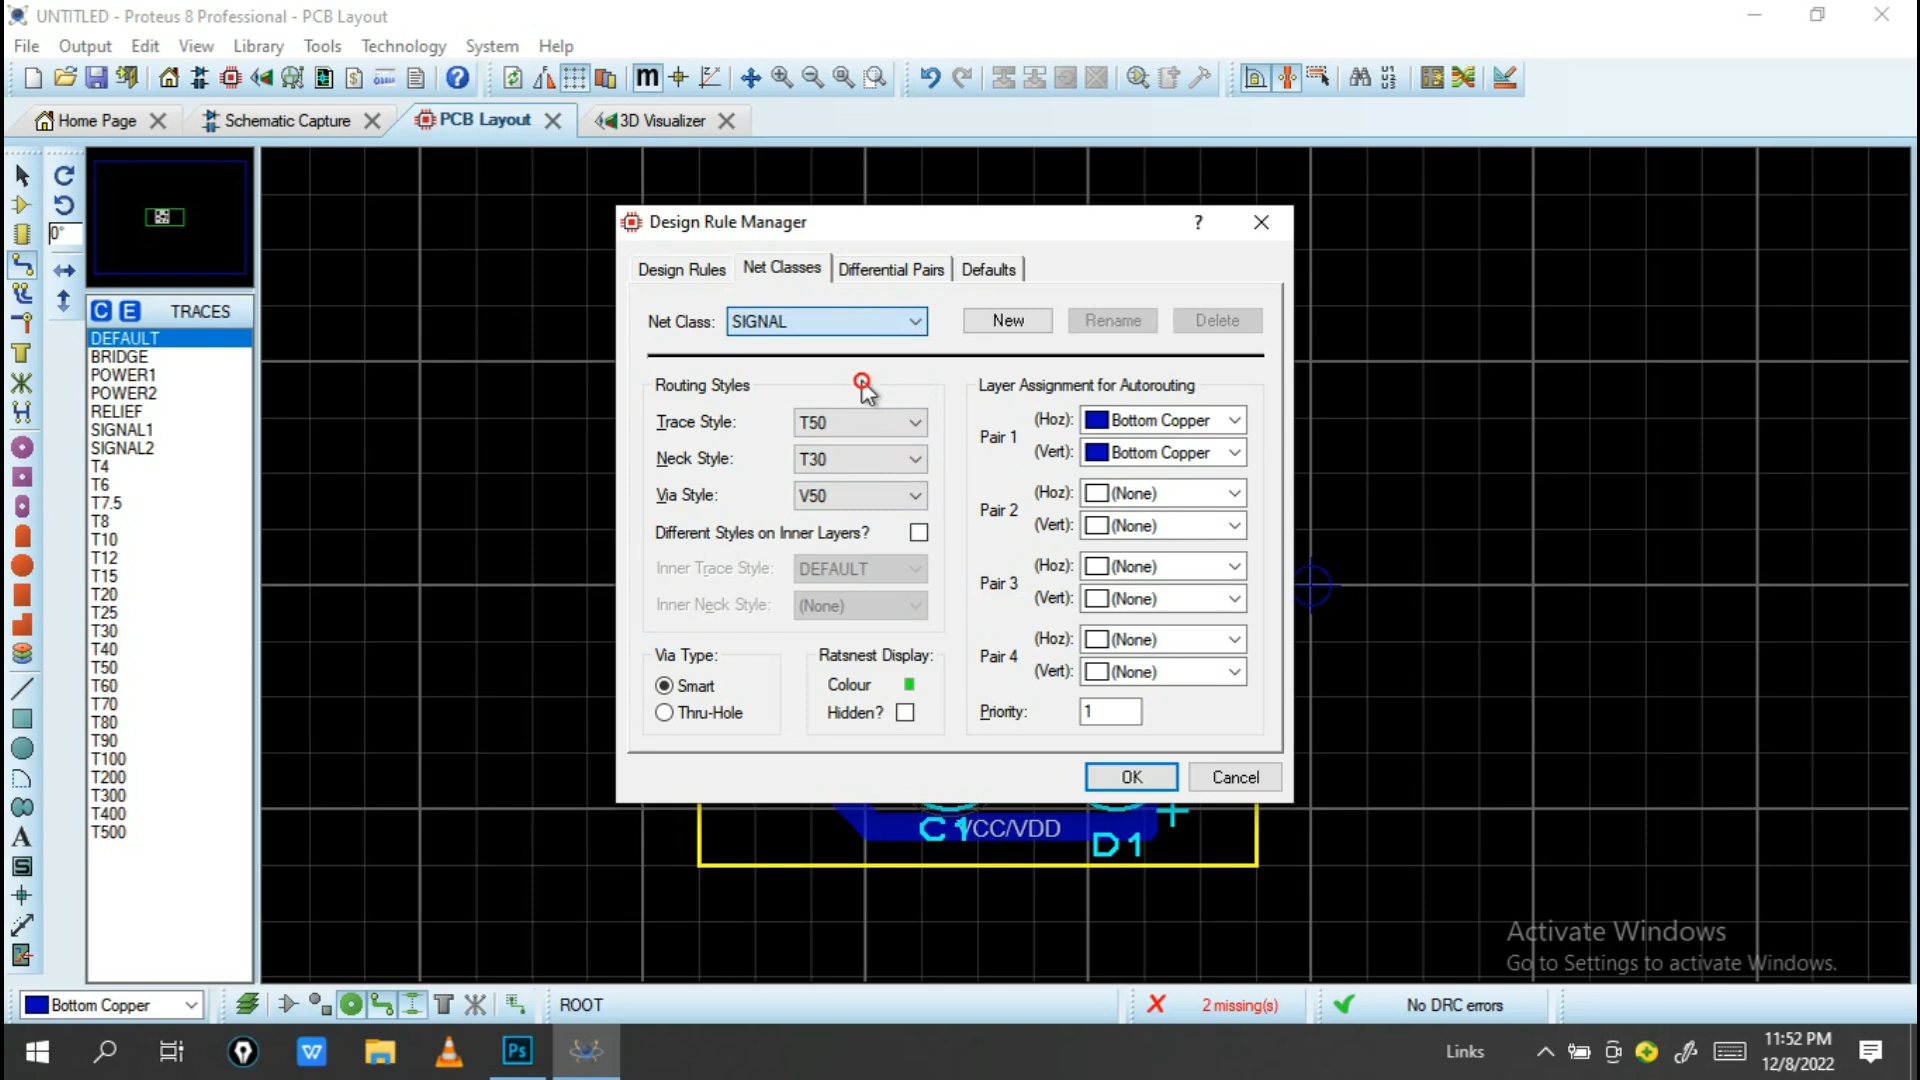 UNTITLED - Proteus 8 Professional - PCB Layout
File Output Edit View Library Tools Technology System Help
Home Page Schematic Capture PCB Layout 3D Visualizer
0°
C E TRACES
DEFAULT
BRIDGE
POWER1
POWER2
RELIEF
SIGNAL1
SIGNAL2
T4
T6
T7.5
T8
T10
T12
T15
T20
T25
T30
T40
T50
T60
T70
T80
T90
T100
T200
T300
T400
T500
Design Rule Manager
Design Rules Net Classes Differential Pairs Defaults
Net Class: SIGNAL New Rename Delete
Routing Styles
Trace Style: T50
Neck Style: T30
Via Style: V50
Different Styles on Inner Layers?
Inner Trace Style: DEFAULT
Inner Neck Style: (None)
Via Type:
Smart
Thru-Hole
Ratsnest Display:
Colour
Hidden?
Layer Assignment for Autorouting
Pair 1 (Hoz): Bottom Copper
(Vert): Bottom Copper
Pair 2 (Hoz): (None)
(Vert): (None)
Pair 3 (Hoz): (None)
(Vert): (None)
Pair 4 (Hoz): (None)
(Vert): (None)
Priority: 1
OK Cancel
C1 VCC/VDD D1
Activate Windows
Go to Settings to activate Windows.
Bottom Copper ROOT 2 missing(s) No DRC errors
Ps Links 11:52 PM
12/8/2022